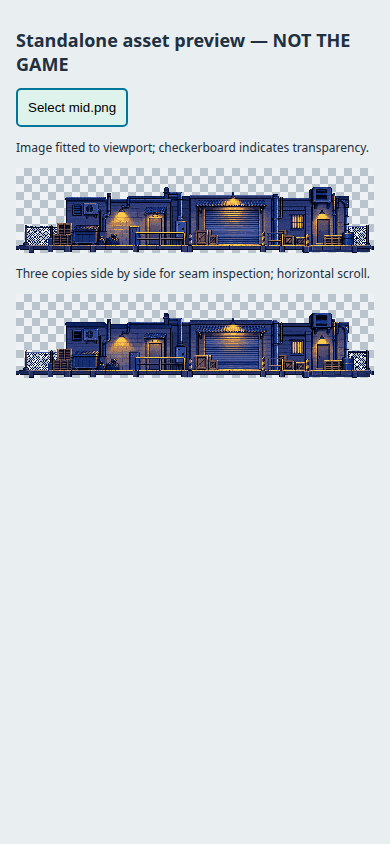 Standalone asset preview — NOT THE
GAME
Select mid.png
Image fitted to viewport; checkerboard indicates transparency.
Three copies side by side for seam inspection; horizontal scroll.